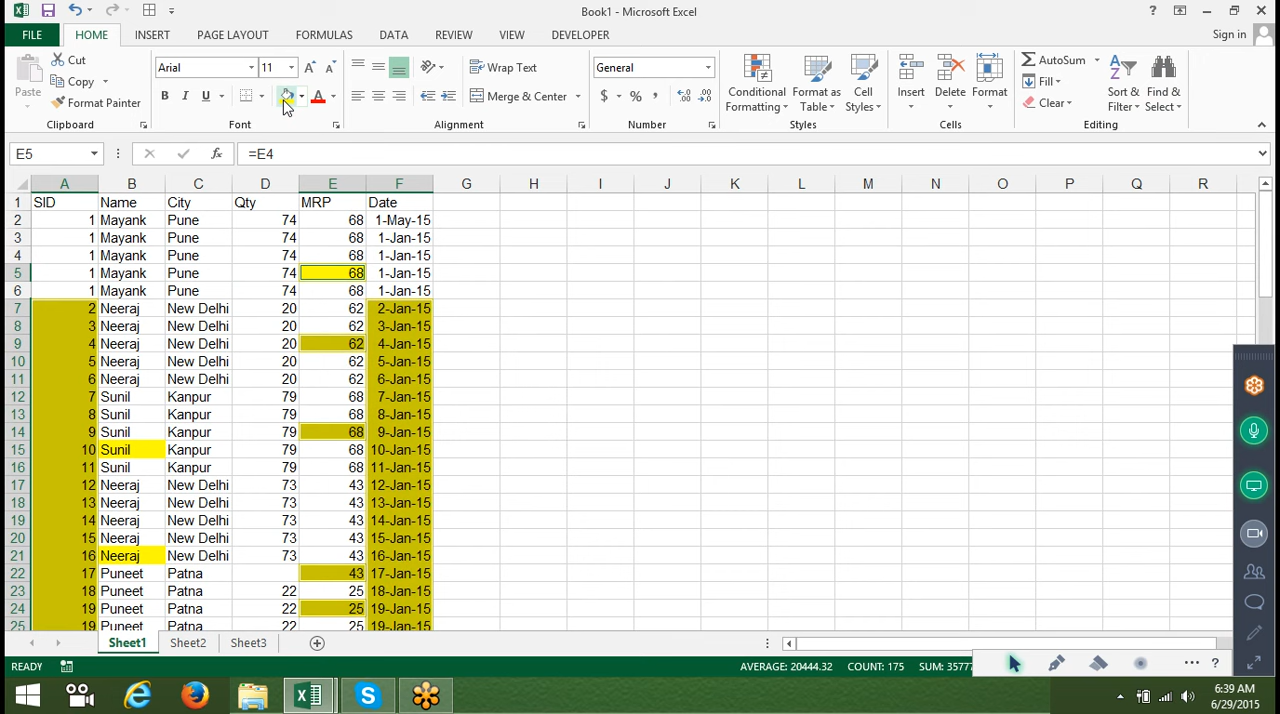 Book1 - Microsoft Excel
?
FILE HOME INSERT PAGE LAYOUT FORMULAS DATA REVIEW VIEW DEVELOPER Sign in
Paste Cut Copy Format Painter Clipboard
Arial 11 B I U A Font
Wrap Text Merge & Center Alignment
General $ % , Number
Conditional Formatting Format as Table Cell Styles Styles
Insert Delete Format Cells
AutoSum Fill Clear Sort & Filter Find & Select Editing
E5 fx =E4
A B C D E F G H I J K L M N O P Q R
1 SID Name City Qty MRP Date
2 1 Mayank Pune 74 68 1-May-15
3 1 Mayank Pune 74 68 1-Jan-15
4 1 Mayank Pune 74 68 1-Jan-15
5 1 Mayank Pune 74 68 1-Jan-15
6 1 Mayank Pune 74 68 1-Jan-15
7 2 Neeraj New Delhi 20 62 2-Jan-15
8 3 Neeraj New Delhi 20 62 3-Jan-15
9 4 Neeraj New Delhi 20 62 4-Jan-15
10 5 Neeraj New Delhi 20 62 5-Jan-15
11 6 Neeraj New Delhi 20 62 6-Jan-15
12 7 Sunil Kanpur 79 68 7-Jan-15
13 8 Sunil Kanpur 79 68 8-Jan-15
14 9 Sunil Kanpur 79 68 9-Jan-15
15 10 Sunil Kanpur 79 68 10-Jan-15
16 11 Sunil Kanpur 79 68 11-Jan-15
17 12 Neeraj New Delhi 73 43 12-Jan-15
18 13 Neeraj New Delhi 73 43 13-Jan-15
19 14 Neeraj New Delhi 73 43 14-Jan-15
20 15 Neeraj New Delhi 73 43 15-Jan-15
21 16 Neeraj New Delhi 73 43 16-Jan-15
22 17 Puneet Patna 43 17-Jan-15
23 18 Puneet Patna 22 25 18-Jan-15
24 19 Puneet Patna 22 25 19-Jan-15
25 19 Puneet Patna 22 25 19-Jan-15
Sheet1 Sheet2 Sheet3
READY AVERAGE: 20444.32 COUNT: 175 SUM: 35777
?
6:39 AM
6/29/2015